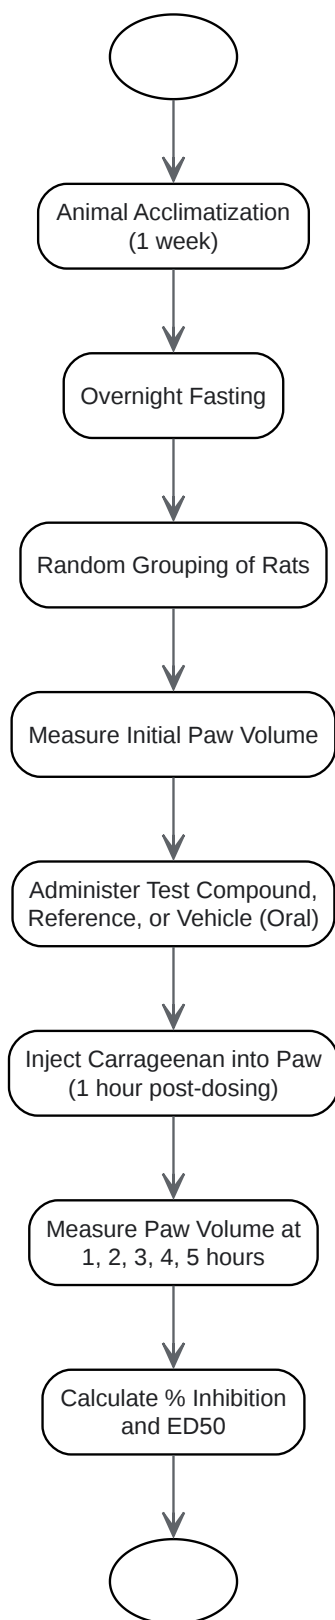 Animal Acclimatization
(1 week)
Overnight Fasting
Random Grouping of Rats
Measure Initial Paw Volume
Administer Test Compound,
Reference, or Vehicle (Oral)
Inject Carrageenan into Paw
(1 hour post-dosing)
Measure Paw Volume at
1, 2, 3, 4, 5 hours
Calculate % Inhibition
and ED50